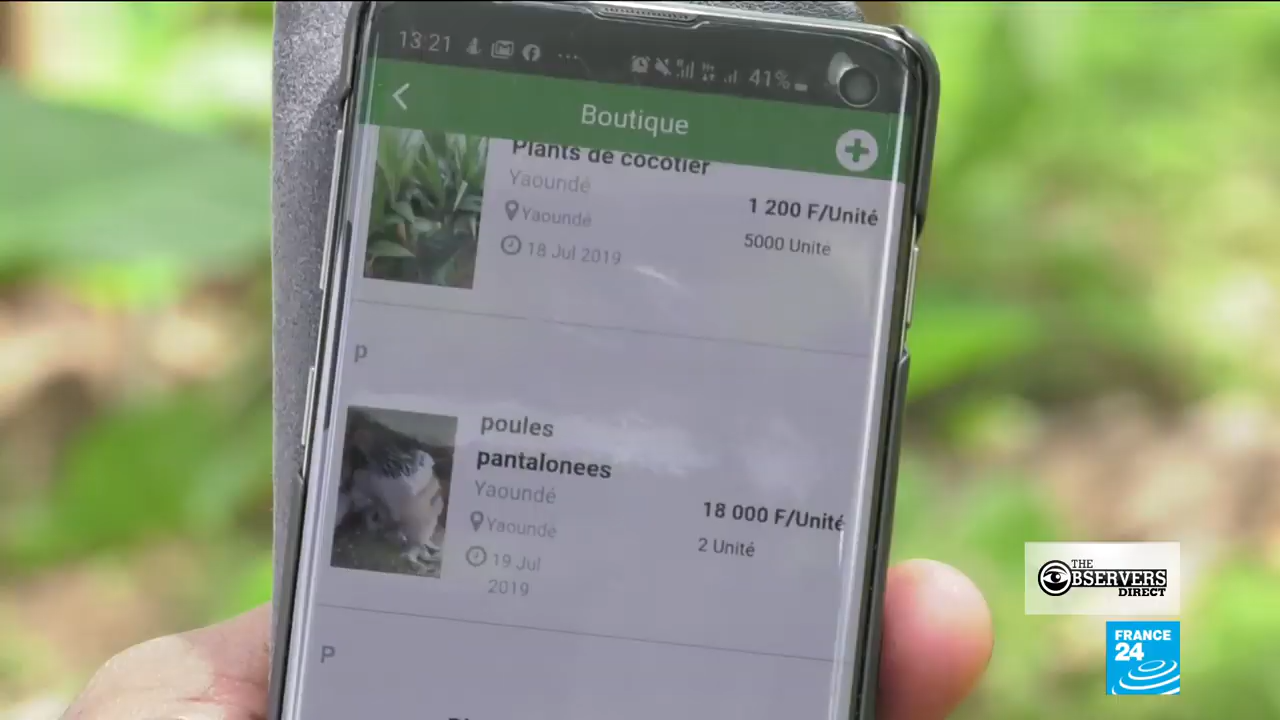 13:21
41%
Boutique
Plants de cocotier
Yaoundé
Yaoundé
18 Jul 2019
1 200 F/Unité
5000 Unité
P
poules
pantalonees
Yaoundé
Yaoundé
19 Jul
2019
18 000 F/Unité
2 Unité
P
THE
OBSERVERS
DIRECT
FRANCE
24